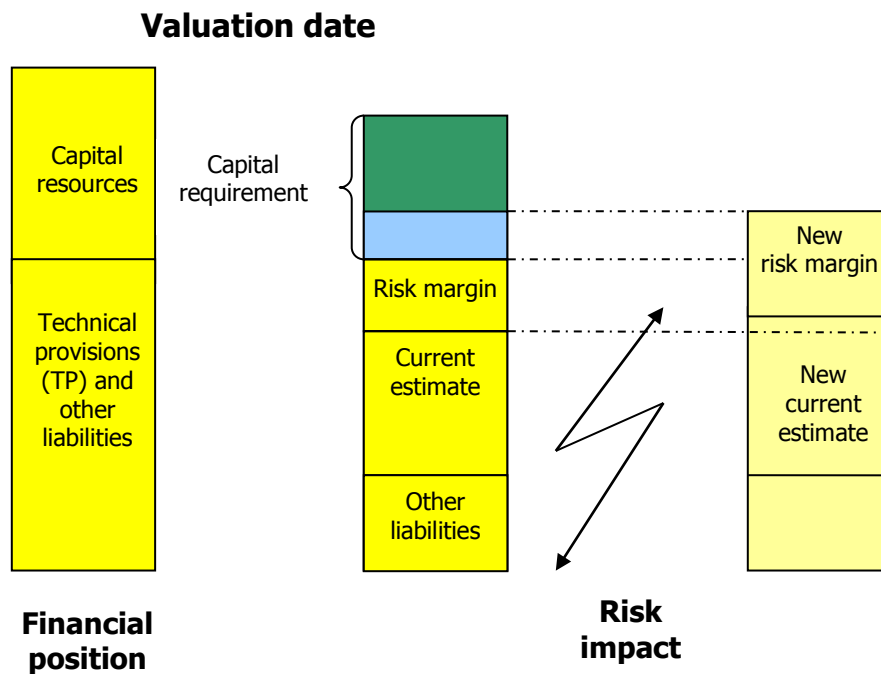 Valuation date
Capital
resources
Technical
provisions
(TP) and
other
liabilities
Capital
requirement
Risk margin
Current
estimate
Other
liabilities
New
risk margin
New
current
estimate
Financial
position
Risk
impact